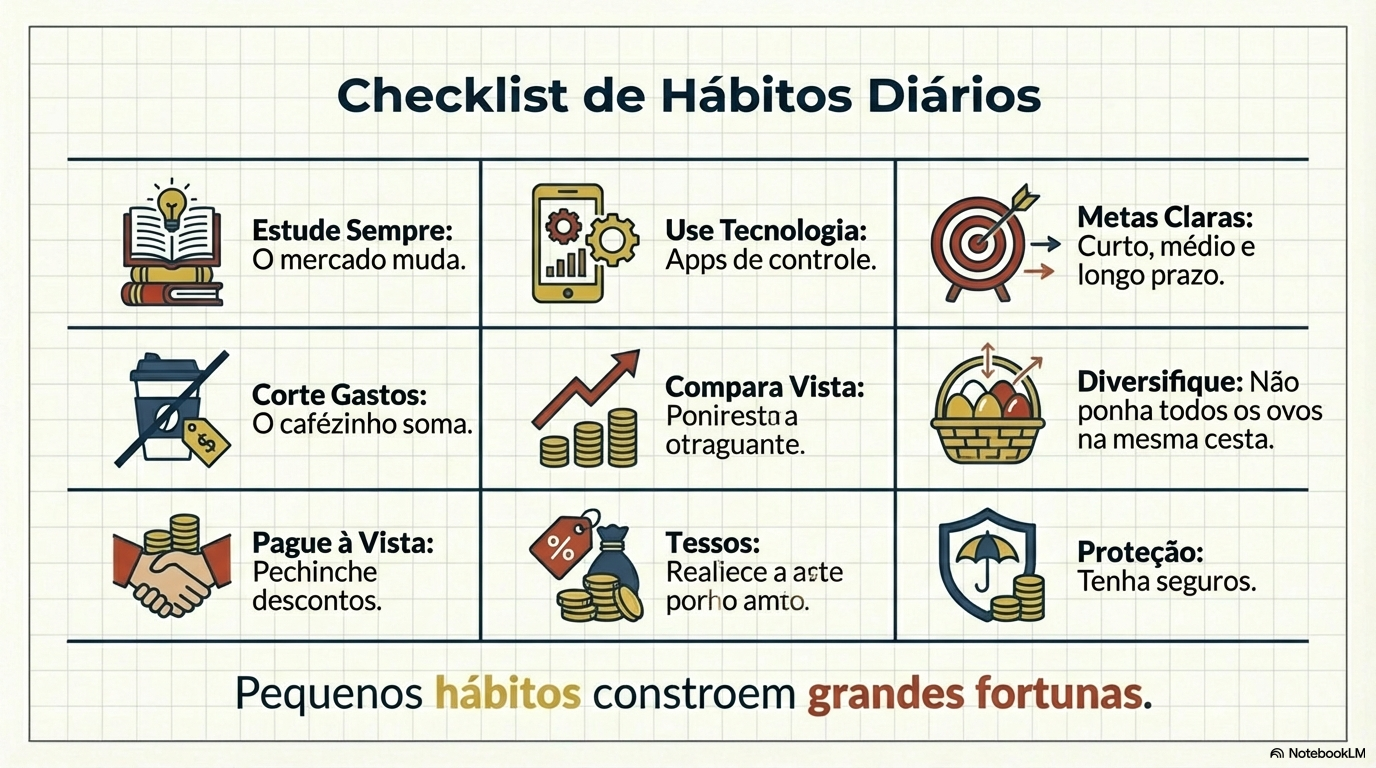 Checklist de Hábitos Diários
Estude Sempre:
O mercado muda.
Use Tecnologia:
Apps de controle.
Metas Claras:
Curto, médio e
longo prazo.
Corte Gastos:
O cafézinho soma.
Compara Vista:
otraguante.
Diversifique: Não
ponha todos os ovos
na mesma cesta.
Pague à Vista:
Pechinche
descontos.
Tessos:
Realiece a
amto.
Proteção:
Tenha seguros.
Pequenos hábitos constroem grandes fortunas.
NotebookLM